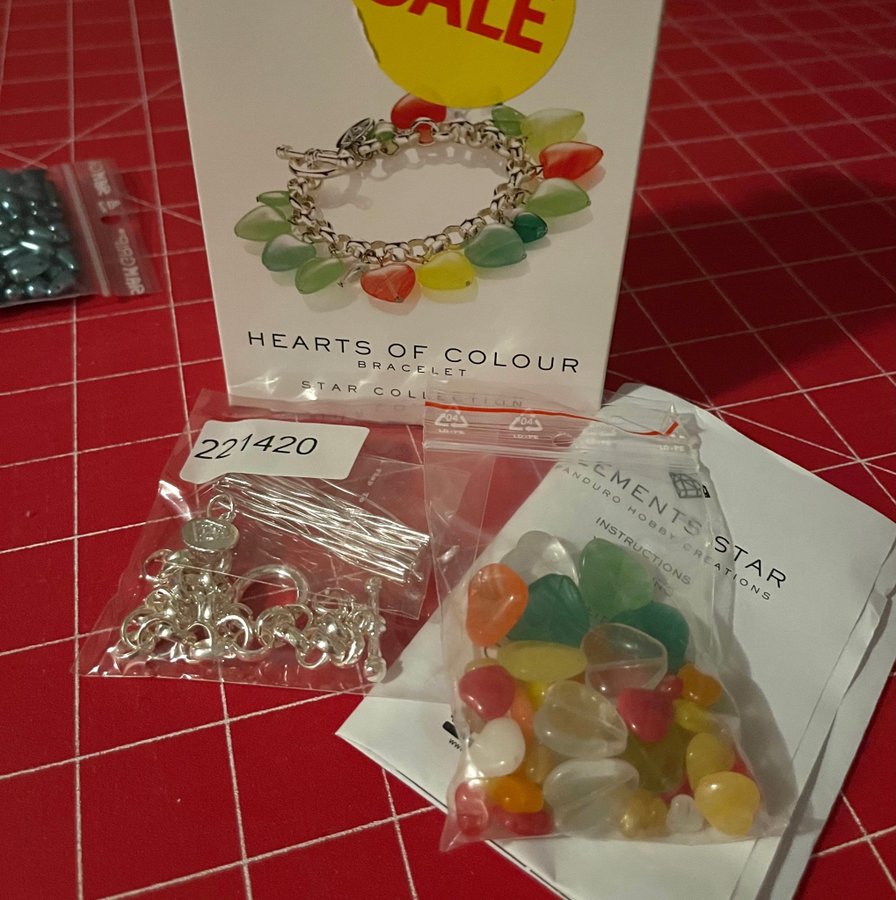 SALE
HEARTS OF COLOUR
BRACELET
STAR COLLECTION
221420
04
LD-PE
04
LD-PE
ELEMENTS STAR
PANDURO HOBBY CREATIONS
INSTRUCTIONS